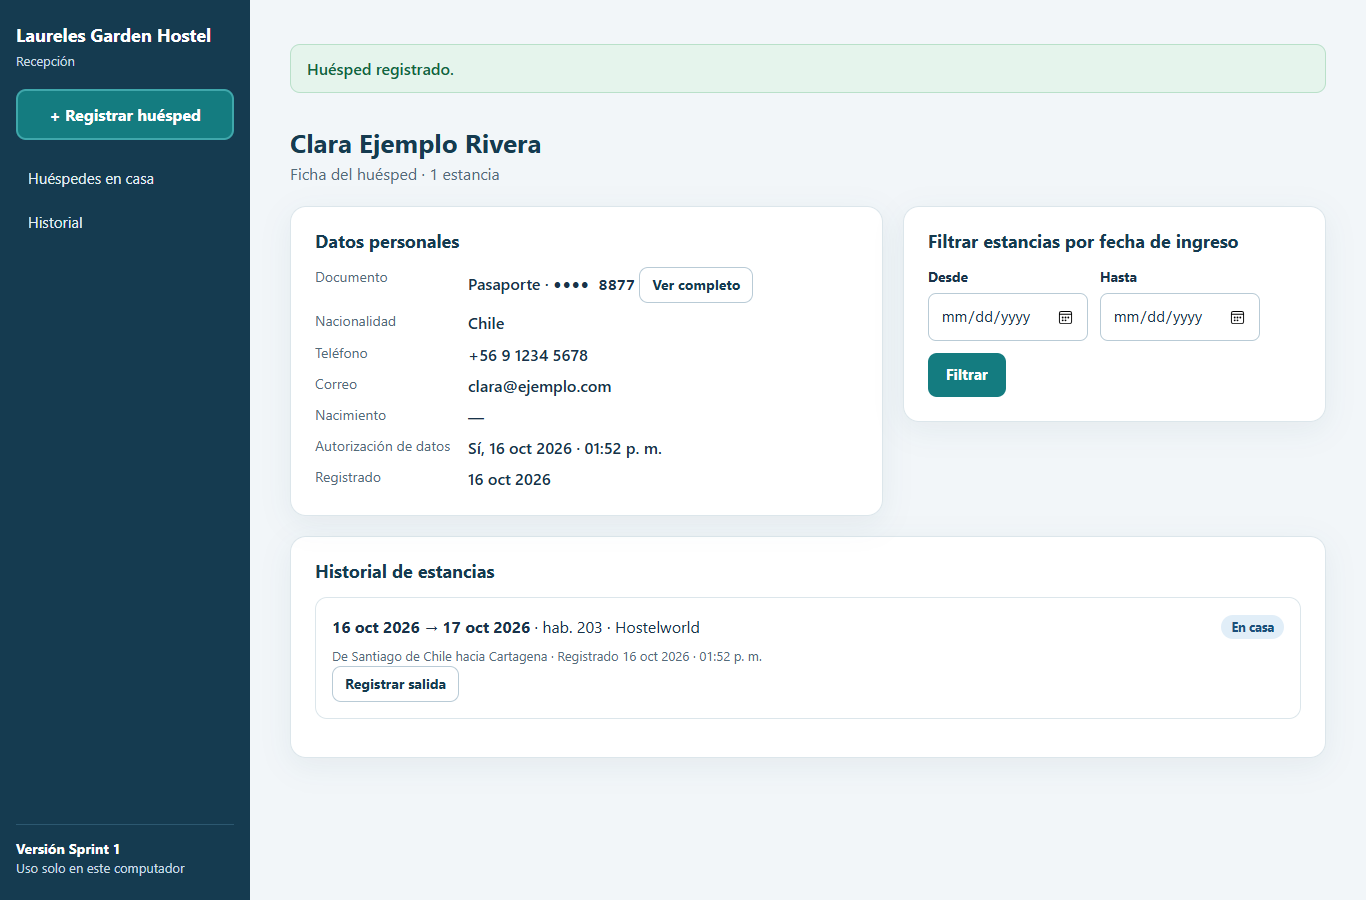 Laureles Garden Hostel
Recepción
+ Registrar huésped
Huéspedes en casa
Historial
Versión Sprint 1
Uso solo en este computador
Huésped registrado.
Clara Ejemplo Rivera
Ficha del huésped · 1 estancia
Datos personales
Documento Pasaporte · •••• 8877 Ver completo
Nacionalidad Chile
Teléfono +56 9 1234 5678
Correo clara@ejemplo.com
Nacimiento —
Autorización de datos Sí, 16 oct 2026 · 01:52 p. m.
Registrado 16 oct 2026
Filtrar estancias por fecha de ingreso
Desde Hasta
mm/dd/yyyy mm/dd/yyyy
Filtrar
Historial de estancias
16 oct 2026 → 17 oct 2026 · hab. 203 · Hostelworld En casa
De Santiago de Chile hacia Cartagena · Registrado 16 oct 2026 · 01:52 p. m.
Registrar salida